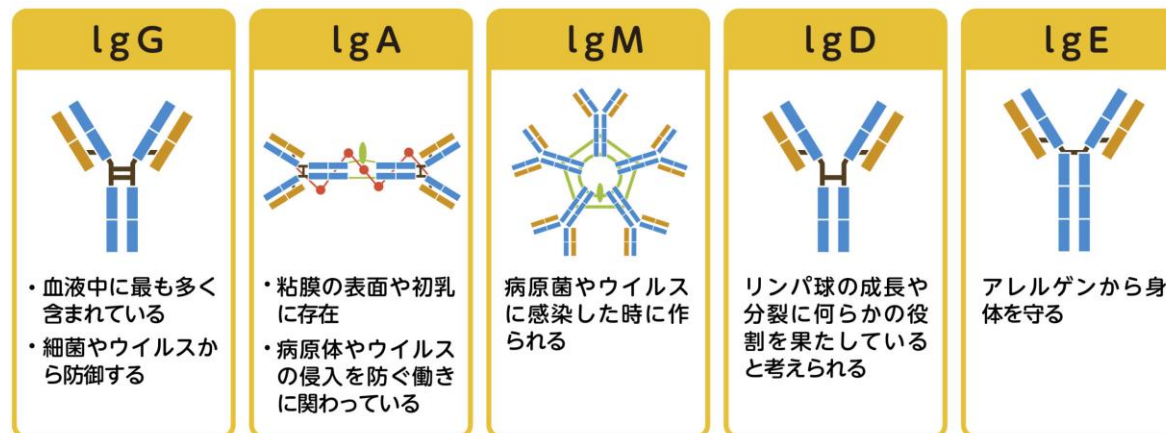 lgG
・血液中に最も多く
含まれている
・細菌やウイルスか
ら防御する
lgA
・粘膜の表面や初乳
に存在
・病原体やウイルス
の侵入を防ぐ働き
に関わっている
lgM
病原菌やウイルス
に感染した時に作
られる
lgD
リンパ球の成長や
分裂に何らかの役
割を果たしている
と考えられる
lgE
アレルゲンから身
体を守る